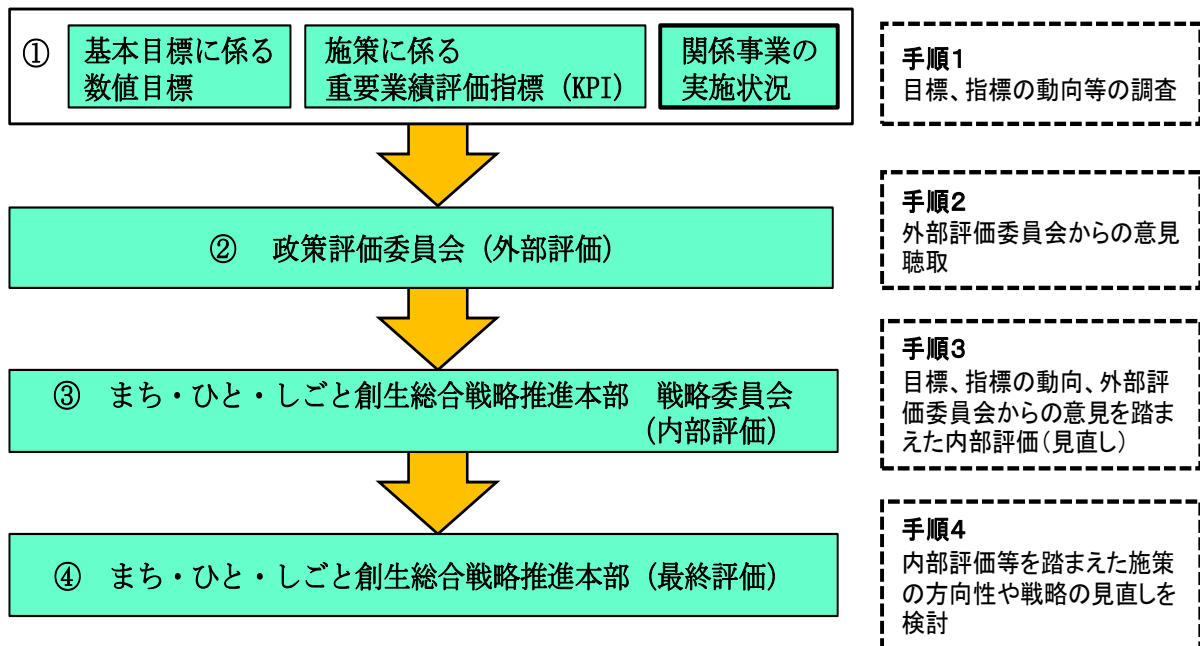 ①
基本目標に係る
数値目標
施策に係る
重要業績評価指標（KPI）
関係事業の
実施状況
手順1
目標、指標の動向等の調査
② 政策評価委員会（外部評価）
手順2
外部評価委員会からの意見
聴取
③ まち・ひと・しごと創生総合戦略推進本部 戦略委員会
（内部評価）
手順3
目標、指標の動向、外部評
価委員会からの意見を踏ま
えた内部評価（見直し）
④ まち・ひと・しごと創生総合戦略推進本部（最終評価）
手順4
内部評価等を踏まえた施策
の方向性や戦略の見直しを
検討